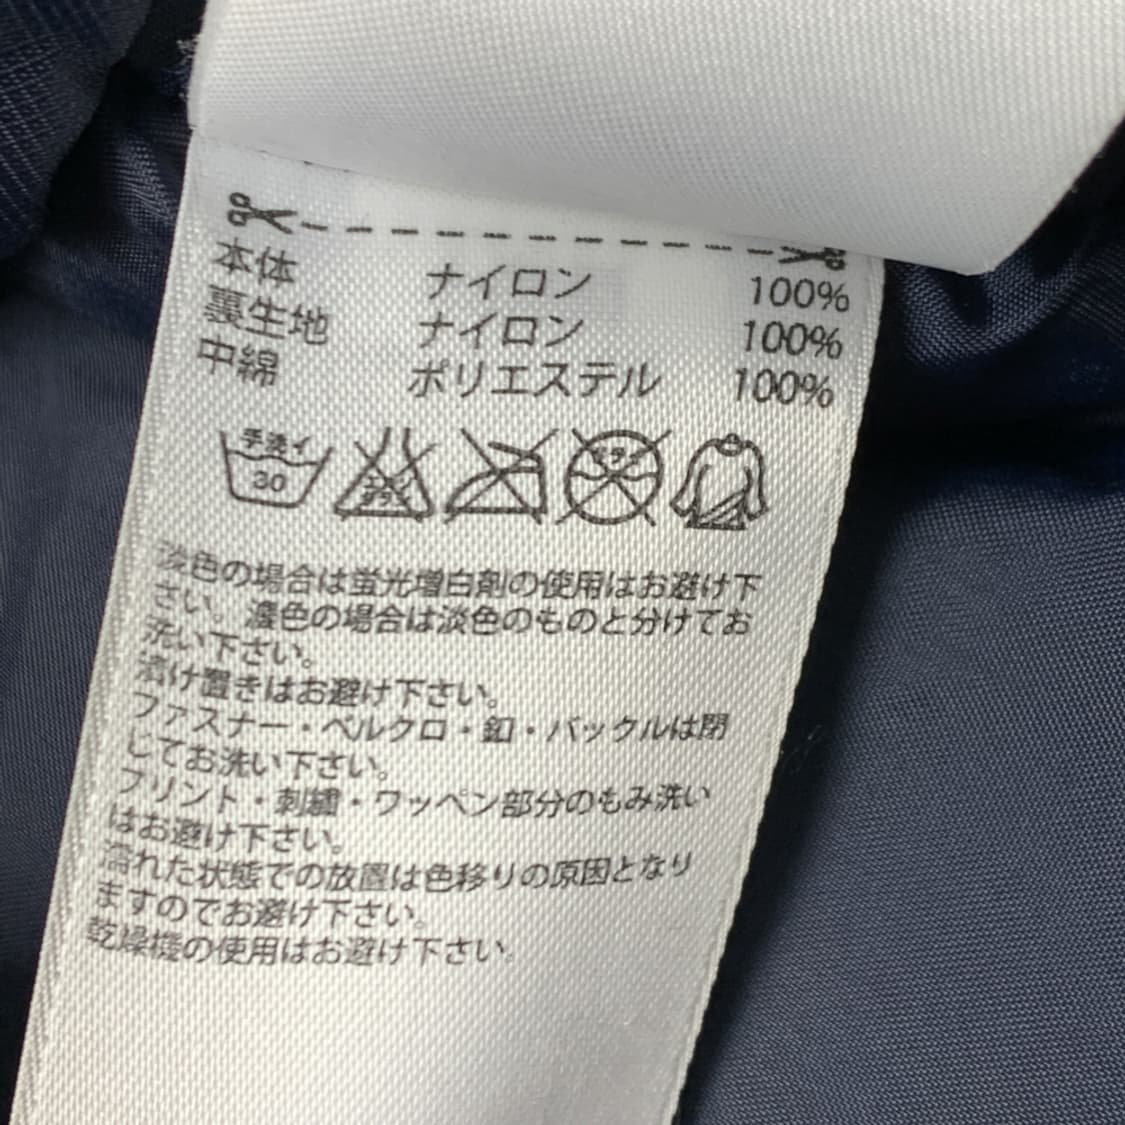 本体 ナイロン 100%
裏生地 ナイロン 100%
中綿 ポリエステル 100%
手洗イ
30
エンソサラシ
ドライ
淡色の場合は蛍光増白剤の使用はお避け下
さい。濃色の場合は淡色のものと分けてお
洗い下さい。
漬け置きはお避け下さい。
ファスナー・ベルクロ・釦・バックルは閉
じてお洗い下さい。
プリント・刺繍・ワッペン部分のもみ洗い
はお避け下さい。
濡れた状態での放置は色移りの原因となり
ますのでお避け下さい。
乾燥機の使用はお避け下さい。